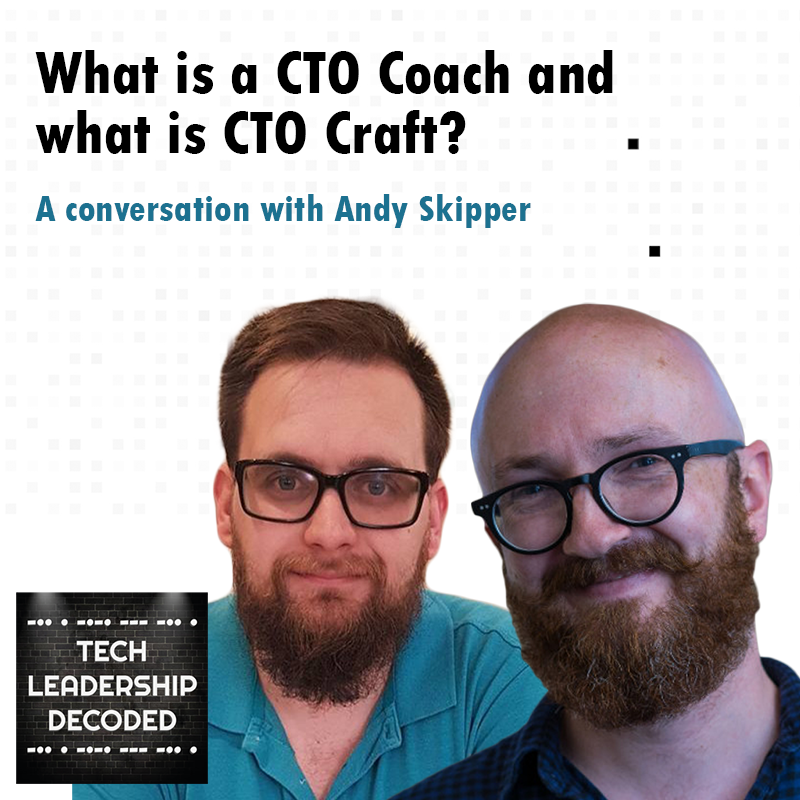 What is a CTO Coach and
what is CTO Craft?
A conversation with Andy Skipper
TECH
LEADERSHIP
DECODED